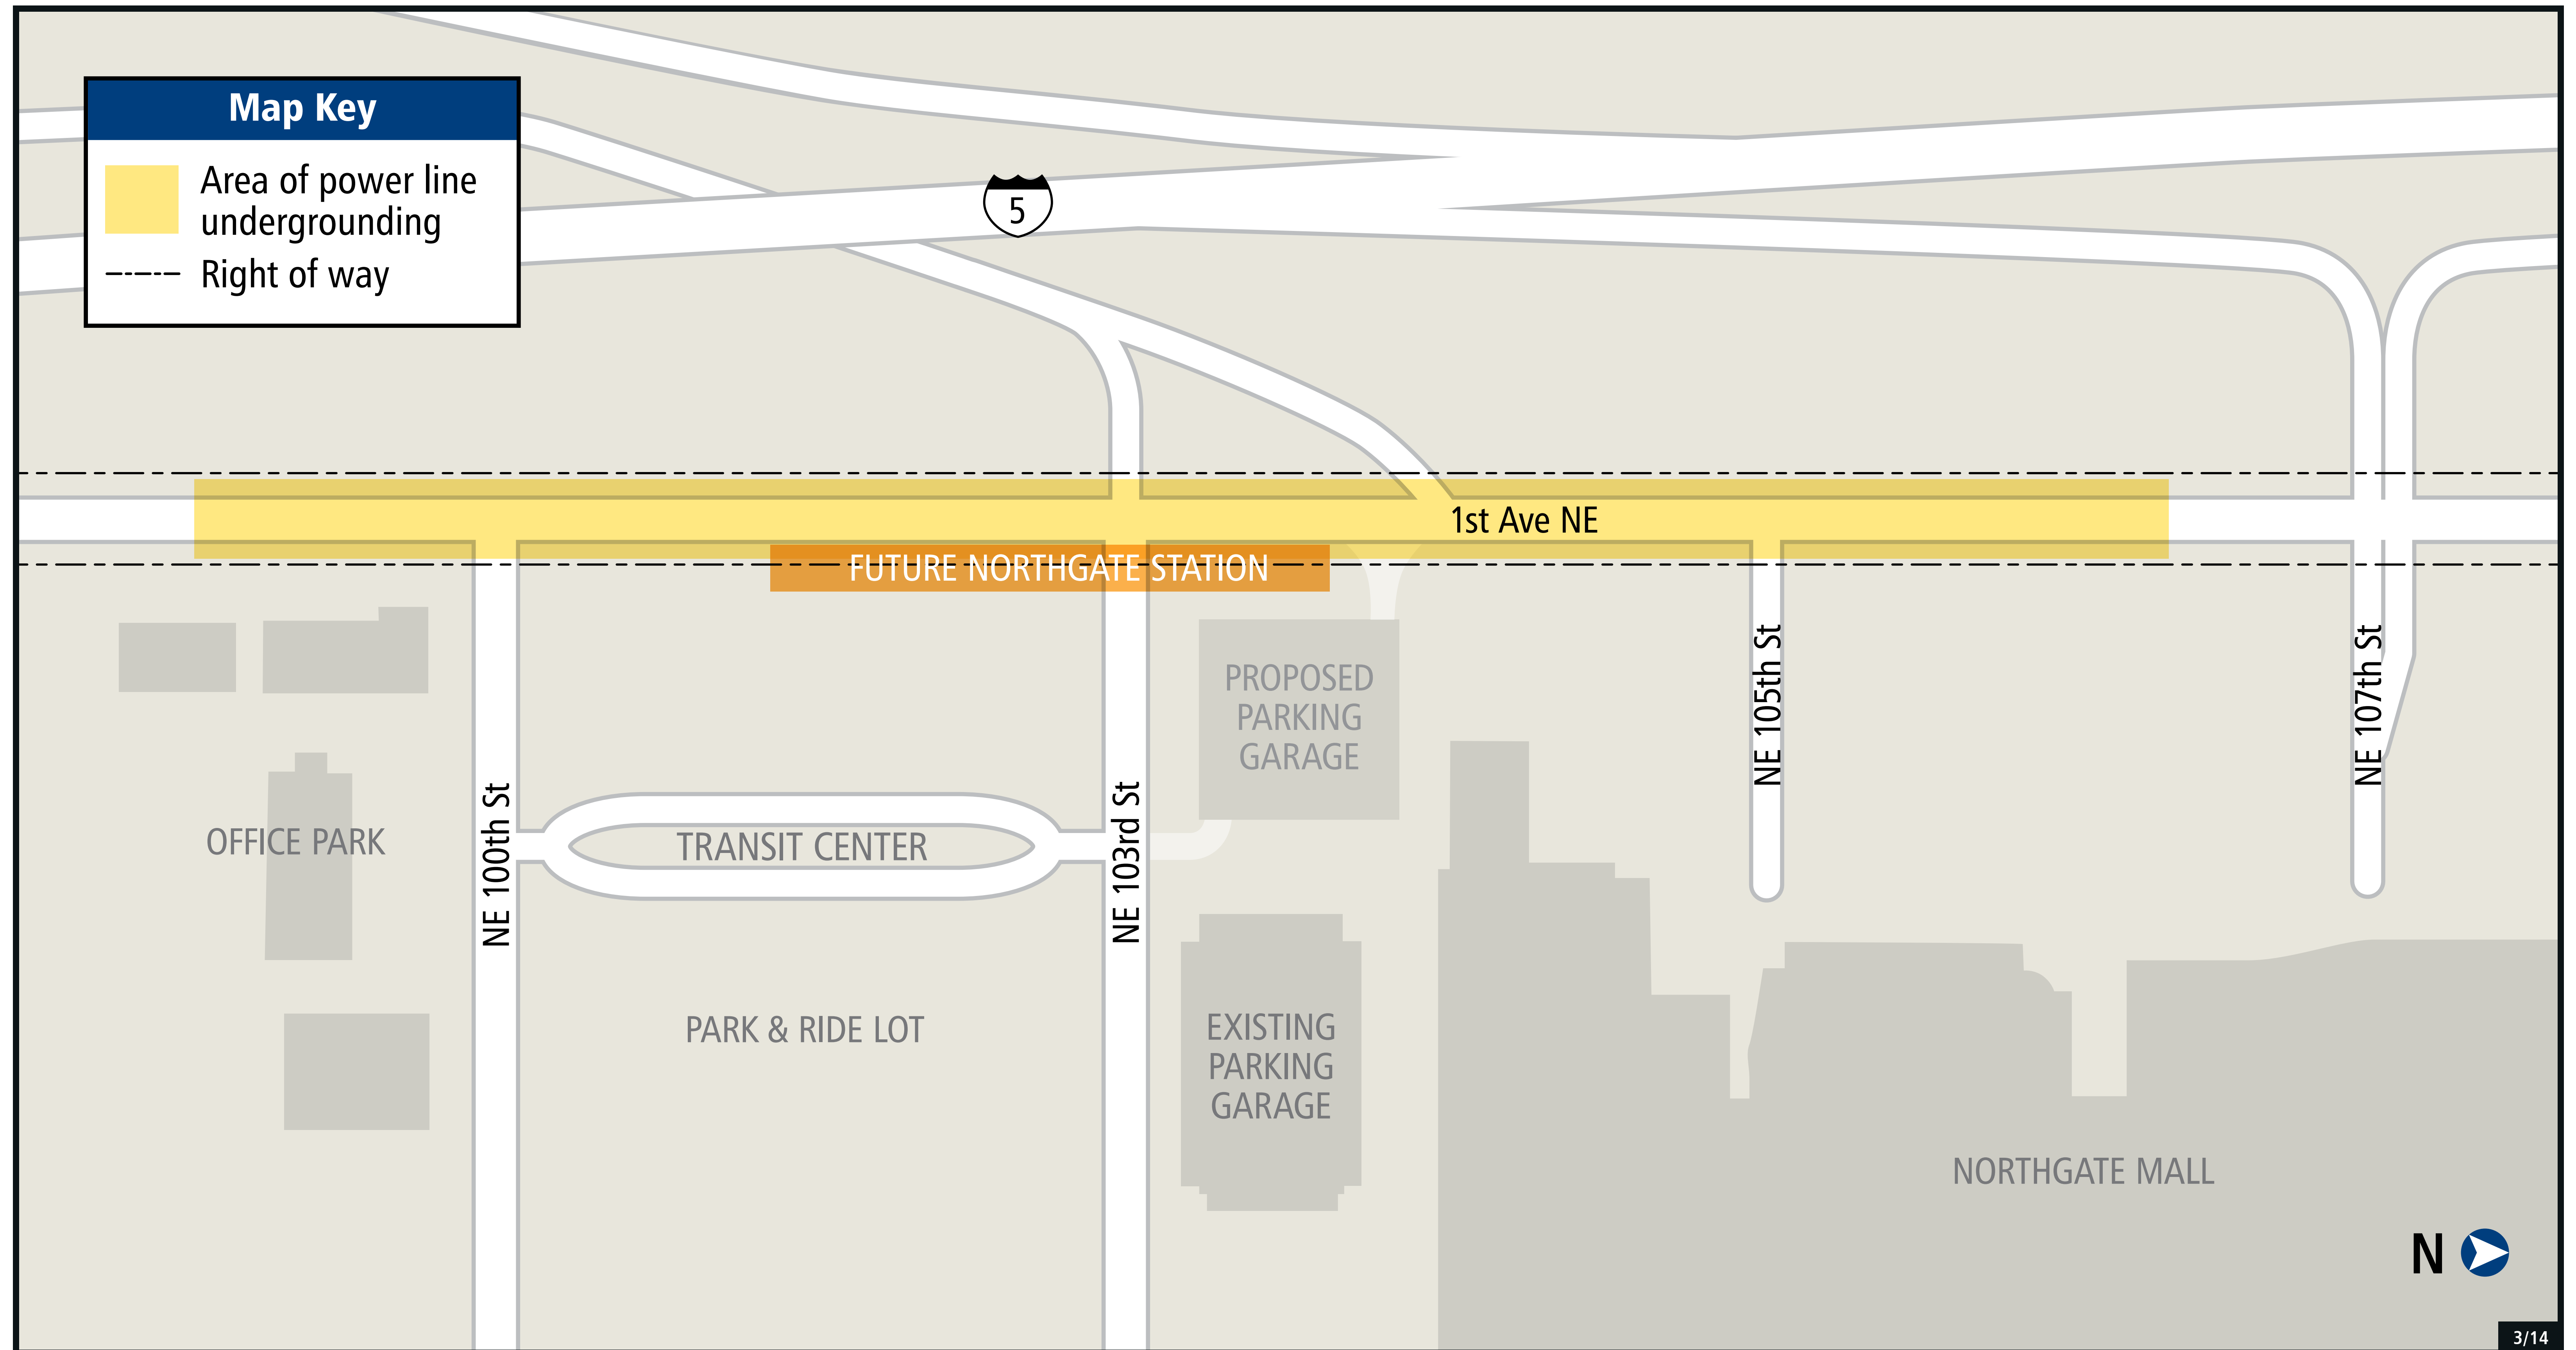 Map Key
Area of power line
undergrounding
Right of way
5
1st Ave NE
FUTURE NORTHGATE STATION
PROPOSED
PARKING
GARAGE
NE 105th St
NE 107th St
OFFICE PARK
NE 100th St
TRANSIT CENTER
NE 103rd St
PARK & RIDE LOT
EXISTING
PARKING
GARAGE
NORTHGATE MALL
N
3/14